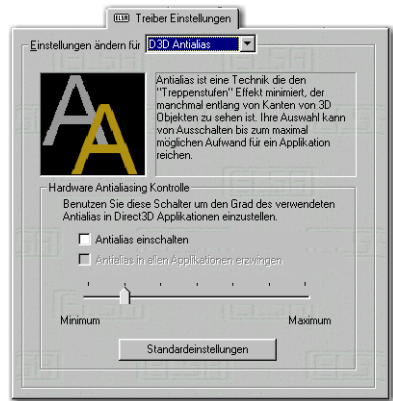 ELSA Treiber Einstellungen
Einstellungen ändern für D3D Antialias
AA
Antialias ist eine Technik die den
"Treppenstufen" Effekt minimiert, der
manchmal entlang von Kanten von 3D
Objekten zu sehen ist. Ihre Auswahl kann
von Ausschalten bis zum maximal
möglichen Aufwand für ein Applikation
reichen.
Hardware Antialiasing Kontrolle
Benutzen Sie diese Schalter um den Grad des verwendeten
Antialias in Direct3D Applikationen einzustellen.
Antialias einschalten
Antialias in allen Applikationen erzwingen
Minimum Maximum
Standardeinstellungen